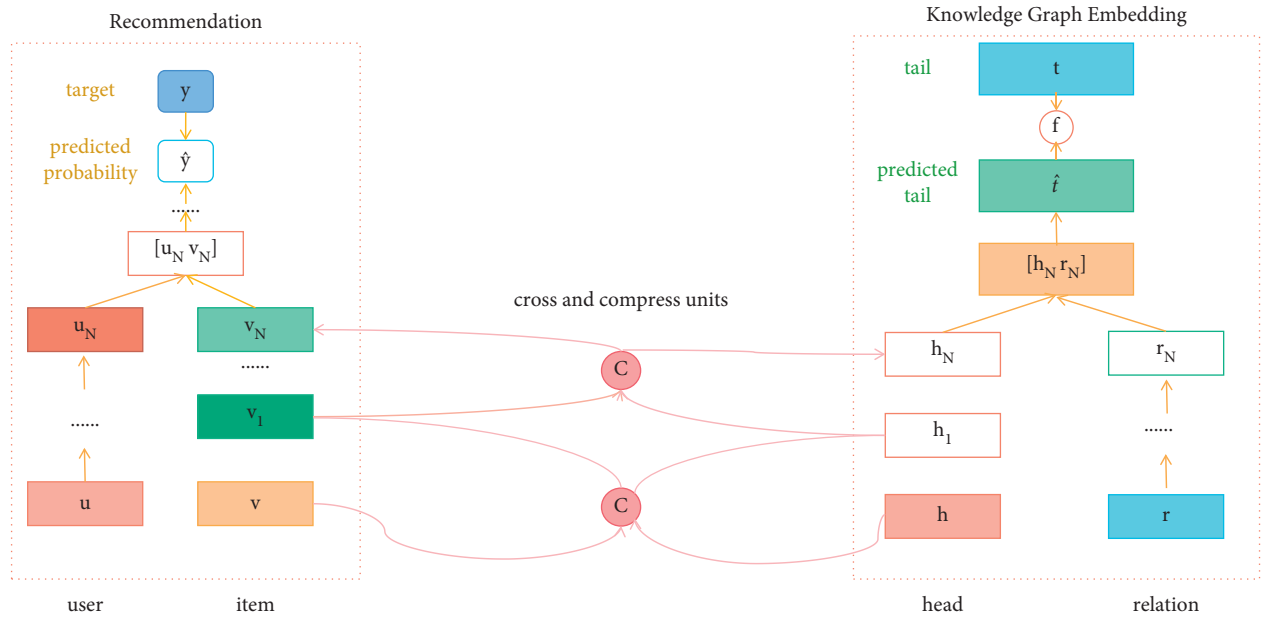 Recommendation
target
y
predicted
probability
ŷ
......
[u_N v_N]
u_N
v_N
......
v_1
......
u
v
user
item
cross and compress units
C
C
Knowledge Graph Embedding
tail
t
f
predicted
tail
t̂
[h_N r_N]
h_N
r_N
h_1
......
h
r
head
relation